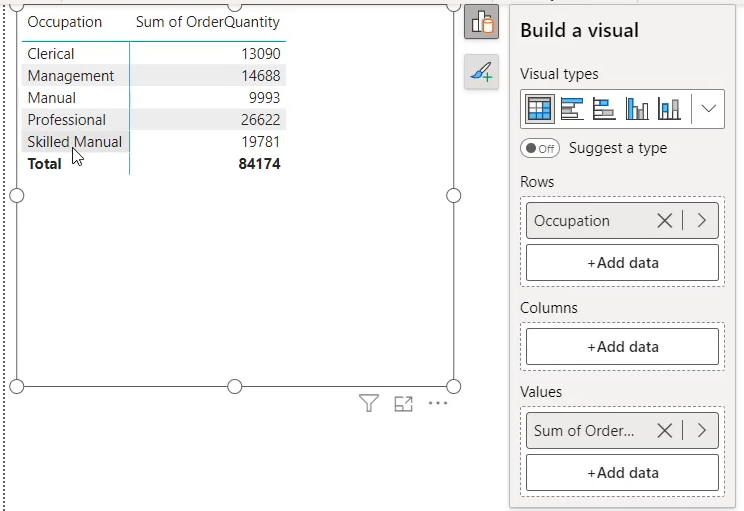 Occupation Sum of OrderQuantity
Clerical 13090
Management 14688
Manual 9993
Professional 26622
Skilled Manual 19781
Total 84174
Build a visual
Visual types
Off Suggest a type
Rows
Occupation
+Add data
Columns
+Add data
Values
Sum of Order...
+Add data